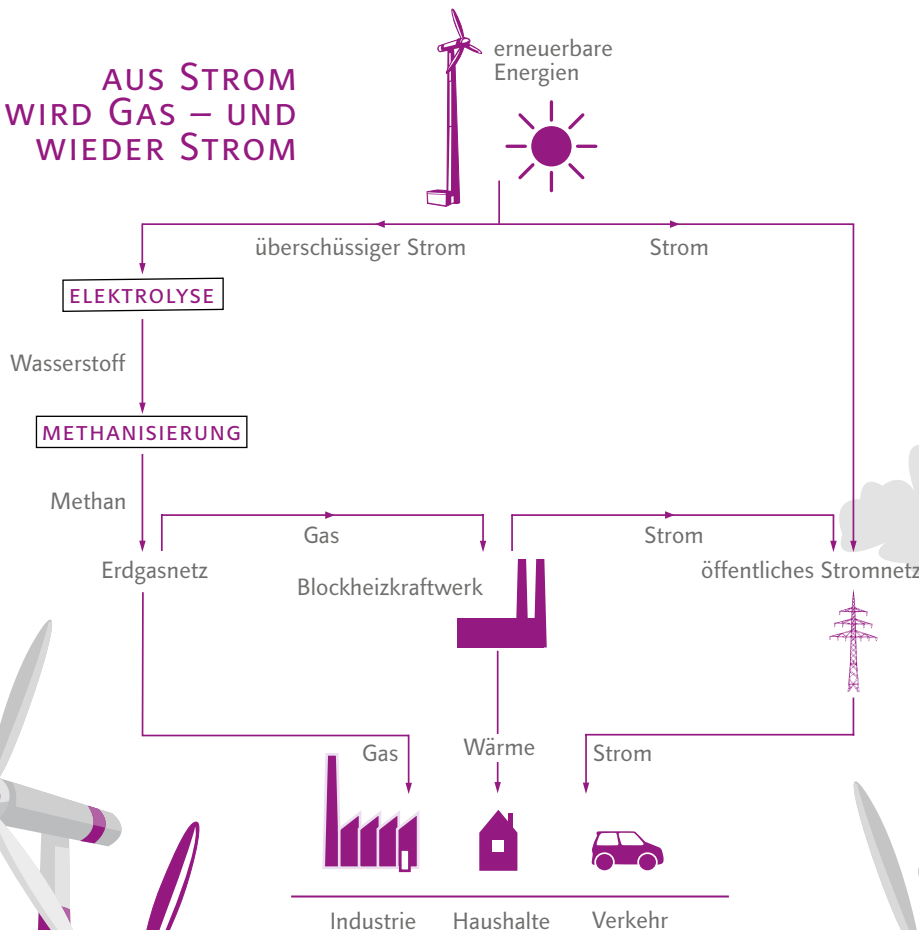 AUS STROM
WIRD GAS – UND
WIEDER STROM
erneuerbare
Energien
überschüssiger Strom
Strom
ELEKTROLYSE
Wasserstoff
METHANISIERUNG
Methan
Gas
Strom
Erdgasnetz
Blockheizkraftwerk
öffentliches Stromnetz
Gas
Wärme
Strom
Industrie
Haushalte
Verkehr